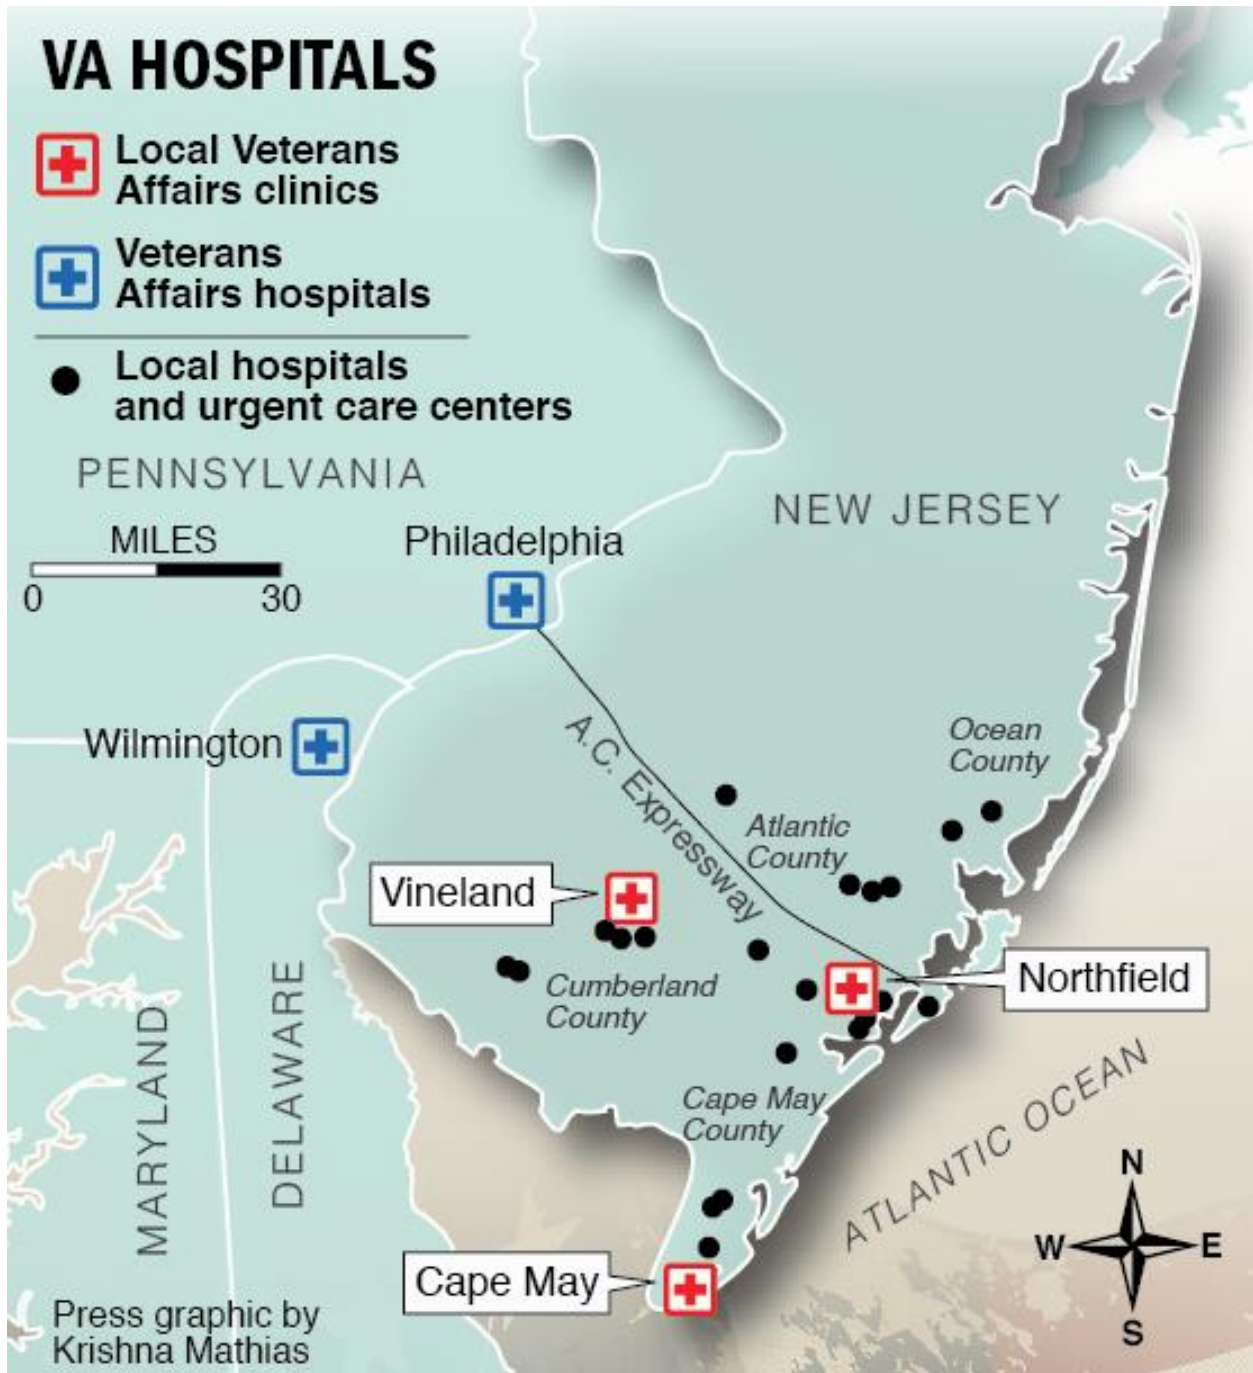 VA HOSPITALS
Local Veterans
Affairs clinics
Veterans
Affairs hospitals
Local hospitals
and urgent care centers
PENNSYLVANIA
NEW JERSEY
MILES
0 30
Philadelphia
Wilmington
A.C. Expressway
Ocean
County
Atlantic
County
Vineland
Cumberland
County
Northfield
MARYLAND
DELAWARE
Cape May
County
ATLANTIC OCEAN
Cape May
N
W E
S
Press graphic by
Krishna Mathias